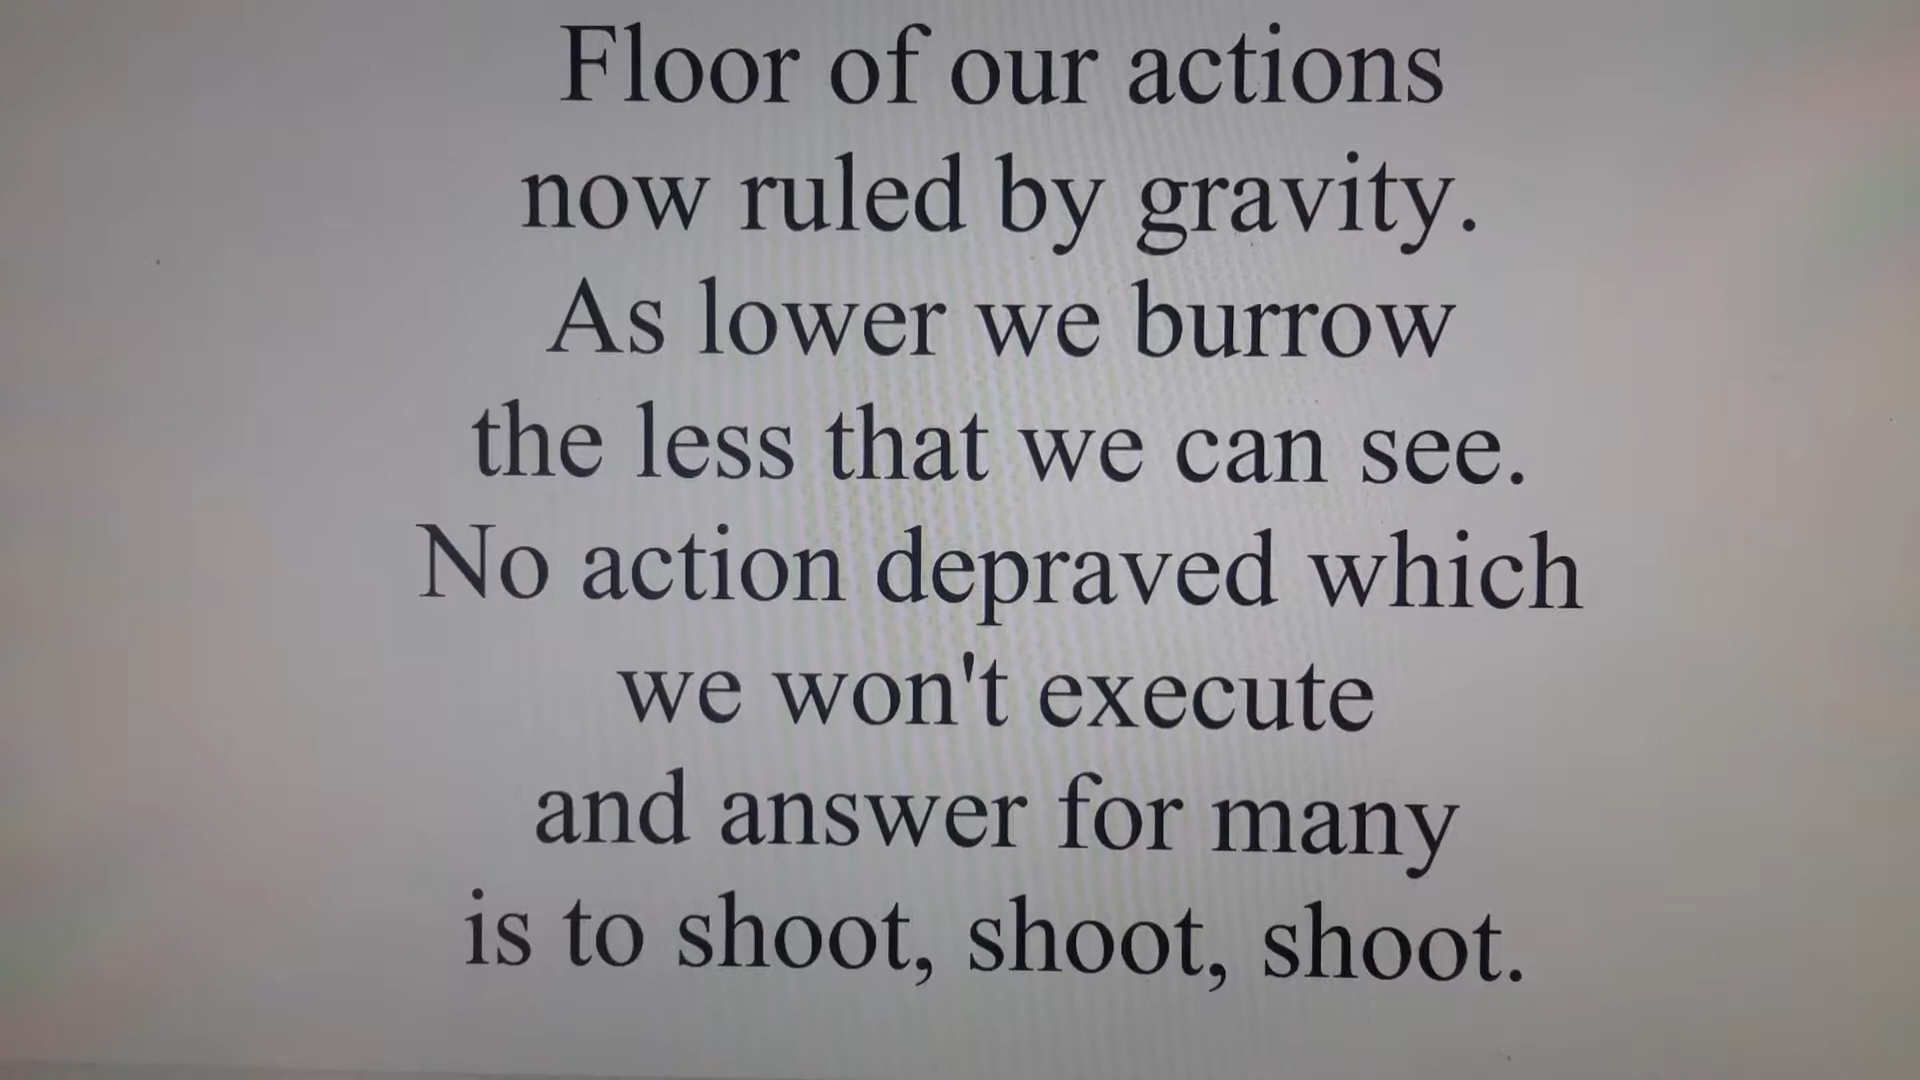 Floor of our actions
now ruled by gravity.
As lower we burrow
the less that we can see.
No action depraved which
we won't execute
and answer for many
is to shoot, shoot, shoot.